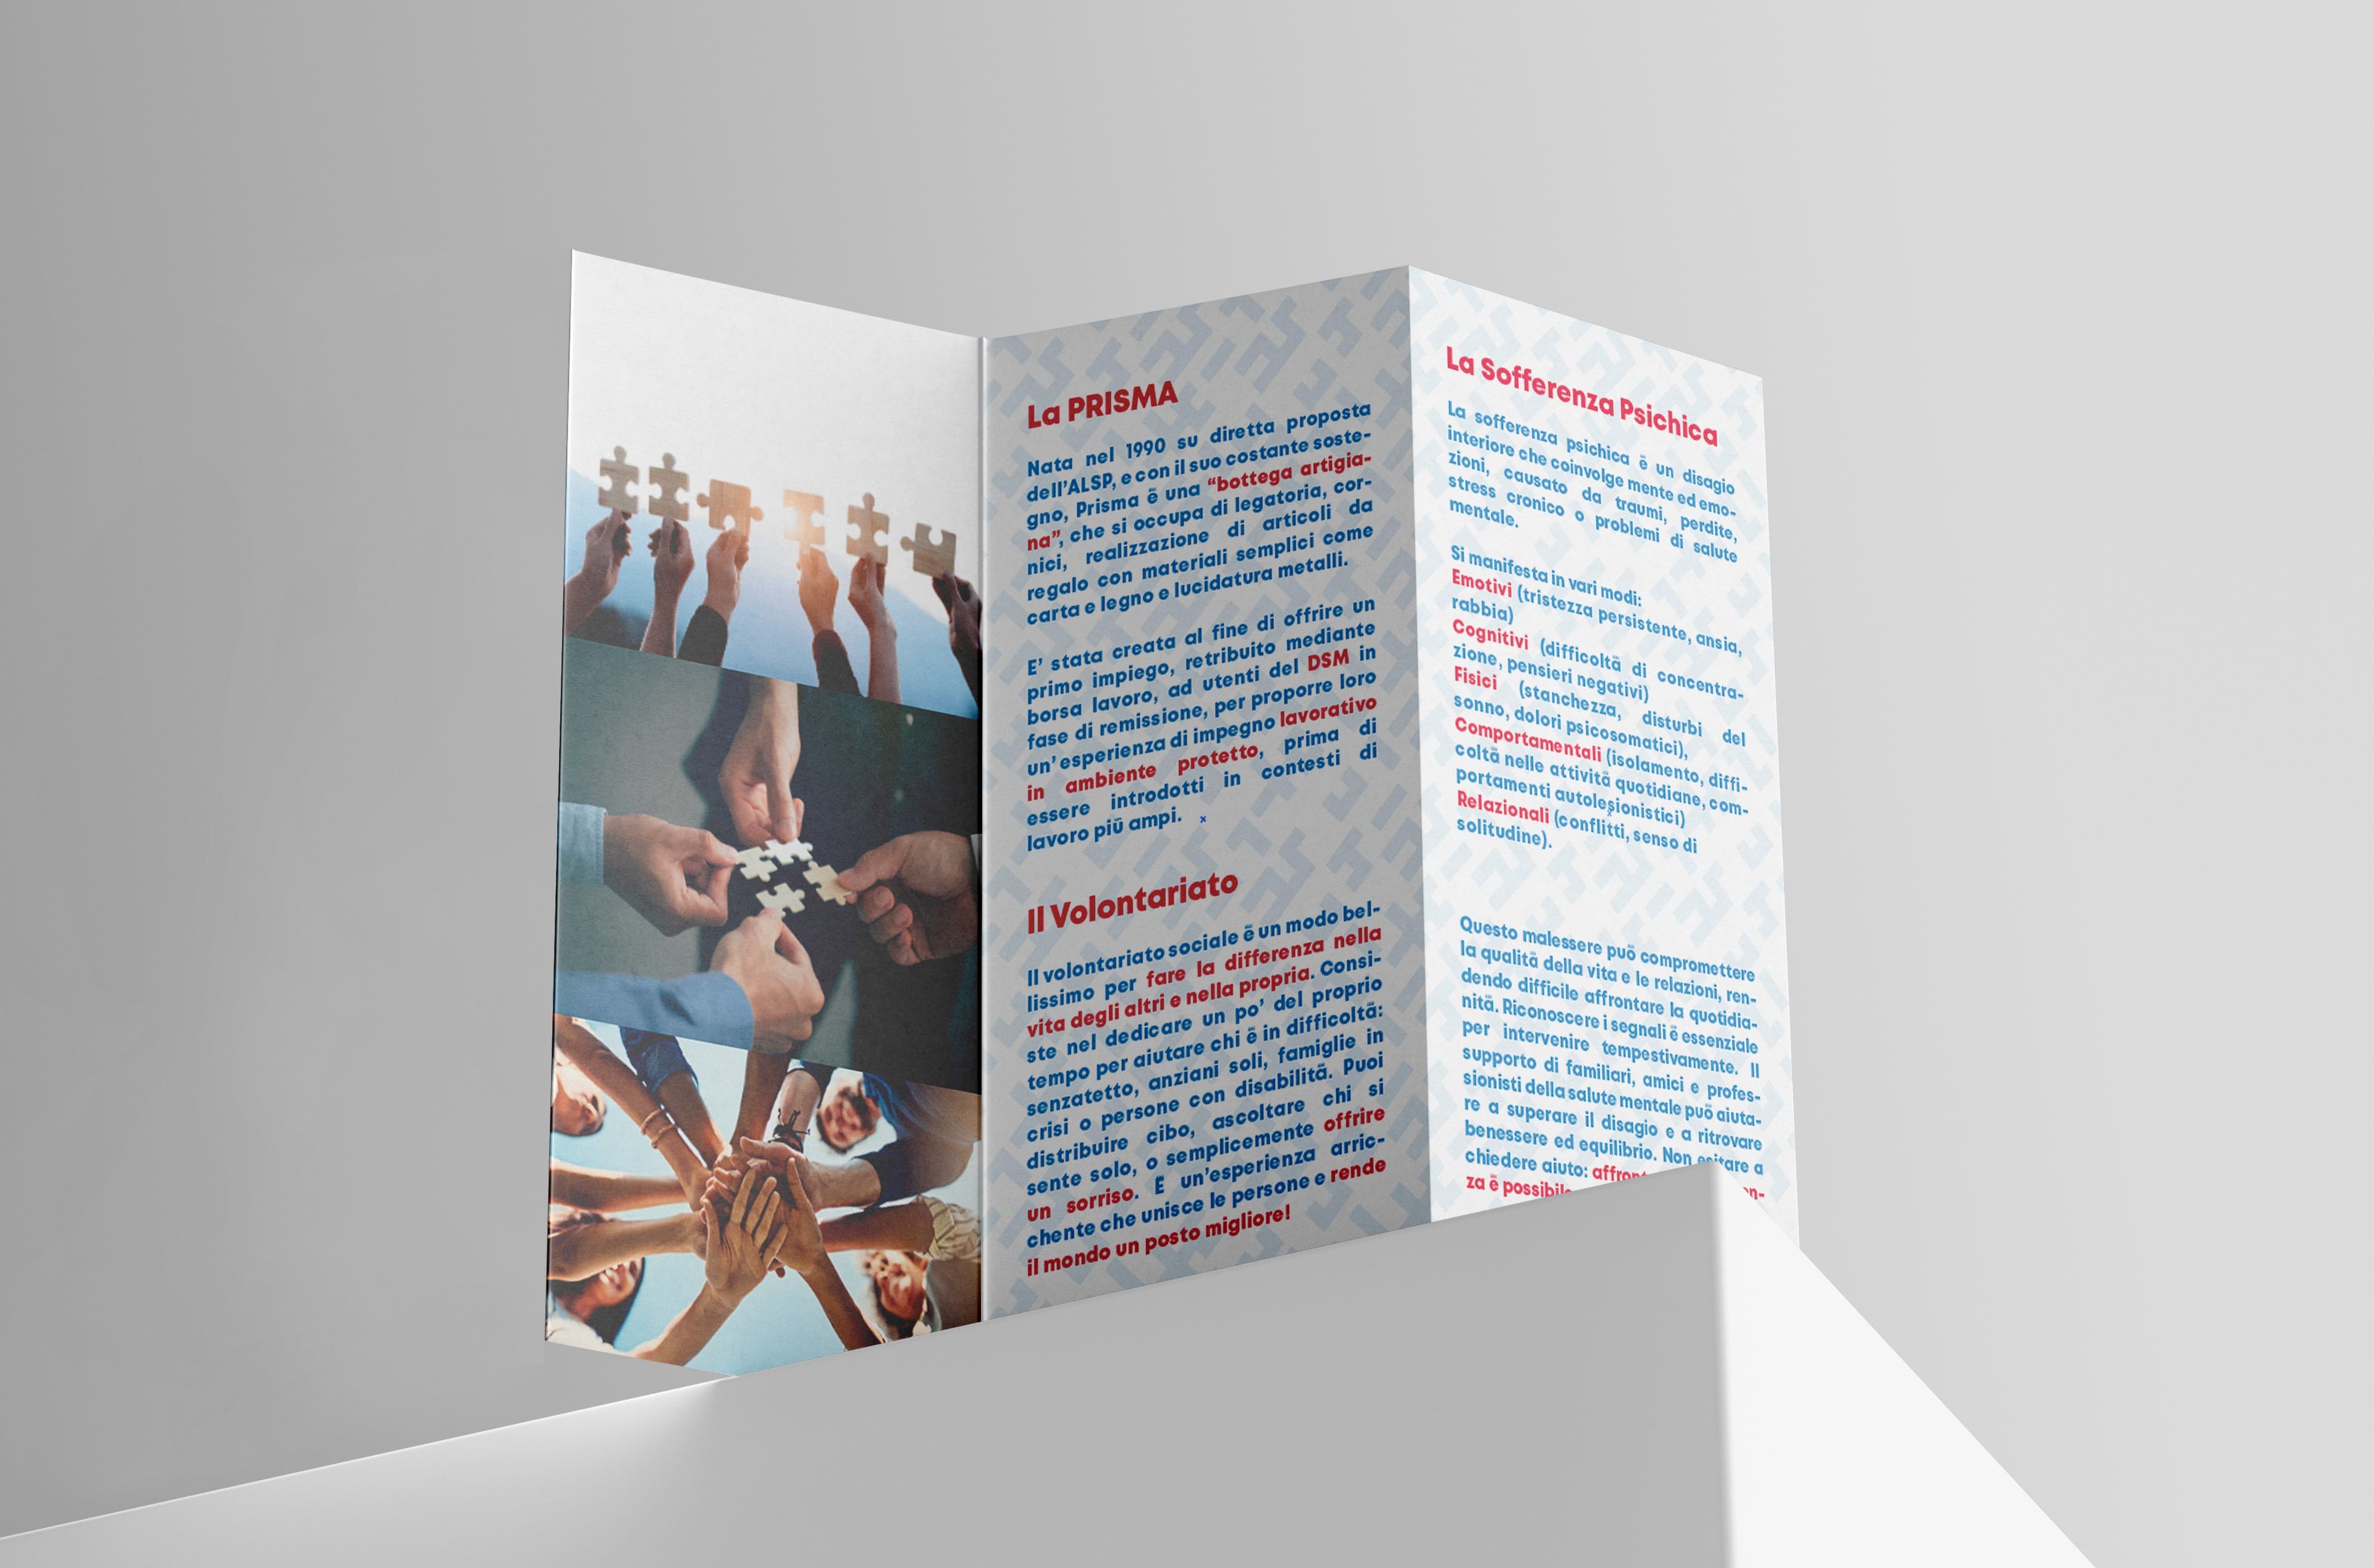 La PRISMA
Nata nel 1990 su diretta proposta
dell'ALSP, e con il suo costante soste-
gno, Prisma ē una “bottega artigia-
na”, che si occupa di legatoria, cor-
nici, realizzazione di articoli da
regalo con materiali semplici come
carta e legno e lucidatura metalli.
E' stata creata al fine di offrire un
primo impiego, retribuito mediante
borsa lavoro, ad utenti del DSM in
fase di remissione, per proporre loro
un' esperienza di impegno lavorativo
in ambiente protetto, prima di
essere introdotti in contesti di
lavoro piū ampi.
Il Volontariato
Il volontariato sociale ē un modo bel-
lissimo per fare la differenza nella
vita degli altri e nella propria. Consi-
ste nel dedicare un po' del proprio
tempo per aiutare chi ē in difficoltā:
senzatetto, anziani soli, famiglie in
crisi o persone con disabilitā. Puoi
distribuire cibo, ascoltare chi si
sente solo, o semplicemente offrire
un sorriso. Ē un'esperienza arric-
chente che unisce le persone e rende
il mondo un posto migliore!
La Sofferenza Psichica
La sofferenza psichica ē un disagio
interiore che coinvolge mente ed emo-
zioni, causato da traumi, perdite,
stress cronico o problemi di salute
mentale.
Si manifesta in vari modi:
Emotivi (tristezza persistente, ansia,
rabbia)
Cognitivi (difficoltā di concentra-
zione, pensieri negativi)
Fisici (stanchezza, disturbi del
sonno, dolori psicosomatici),
Comportamentali (isolamento, diffi-
coltā nelle attivitā quotidiane, com-
portamenti autolesionistici)
Relazionali (conflitti, senso di
solitudine).
Questo malessere puō compromettere
la qualitā della vita e le relazioni, ren-
dendo difficile affrontare la quotidia-
nitā. Riconoscere i segnali ē essenziale
per intervenire tempestivamente. Il
supporto di familiari, amici e profes-
sionisti della salute mentale puō aiuta-
re a superare il disagio e a ritrovare
benessere ed equilibrio. Non esitare a
chiedere aiuto:
za ē possibile